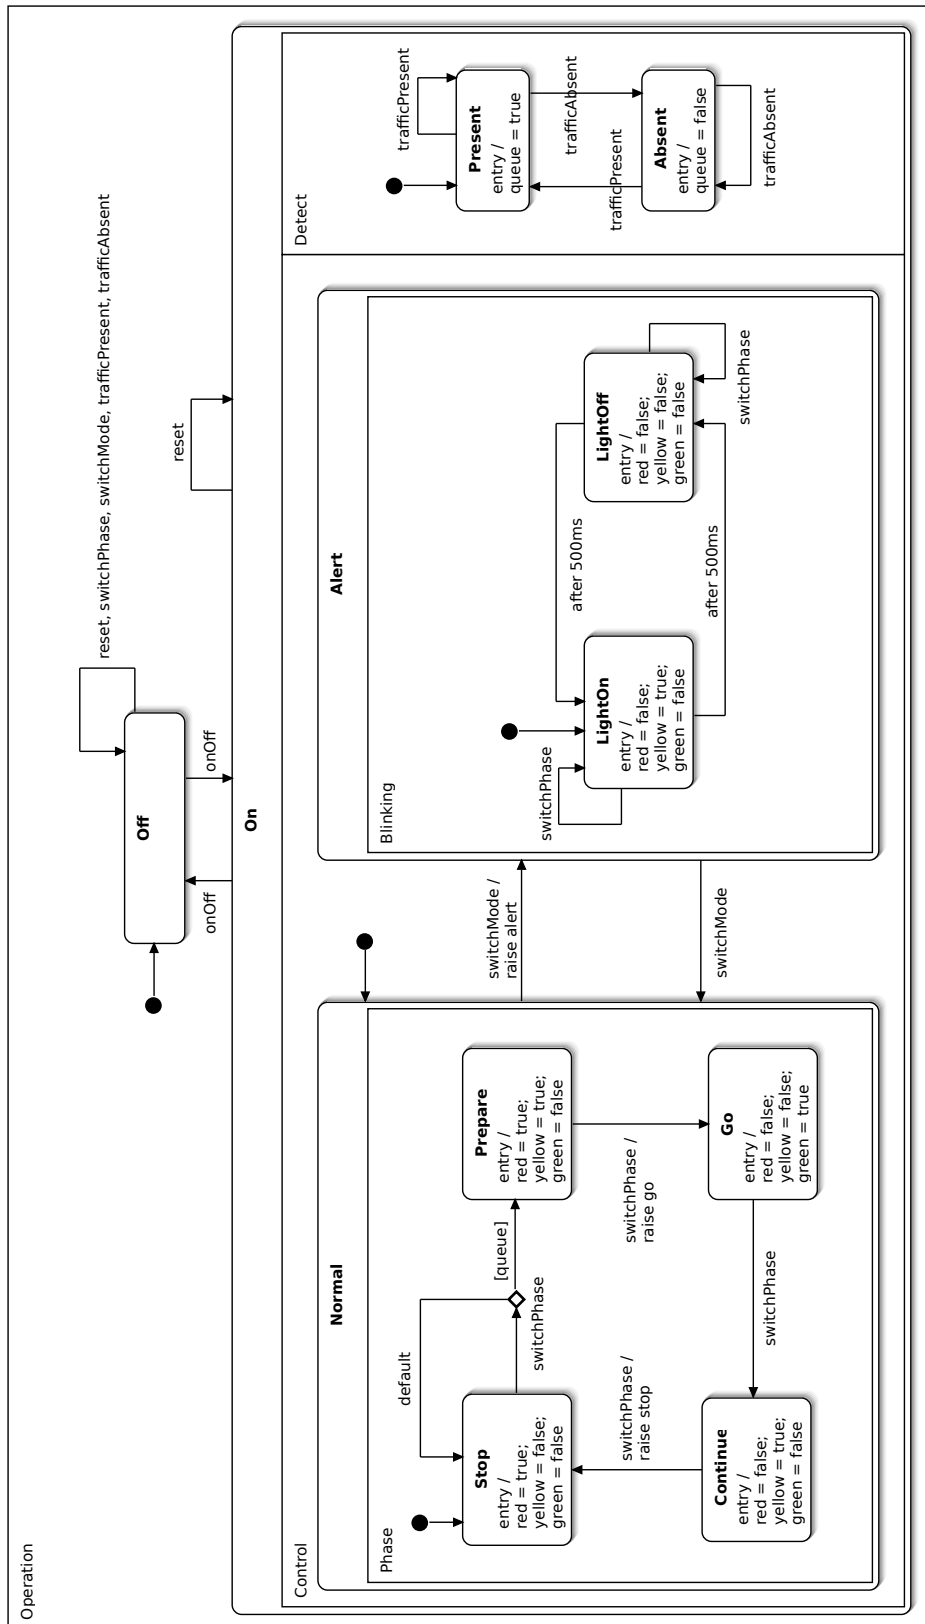 Operation
Off
reset, switchPhase, switchMode, trafficPresent, trafficAbsent
onOff
onOff
reset
On
Control
Normal
Phase
Stop
entry /
red = true;
yellow = false;
green = false
default
switchPhase
[queue]
Prepare
entry /
red = true;
yellow = true;
green = false
switchPhase /
raise stop
switchPhase /
raise go
Continue
entry /
red = false;
yellow = true;
green = false
switchPhase
Go
entry /
red = false;
yellow = false;
green = true
switchMode /
raise alert
switchMode
Alert
Blinking
switchPhase
LightOn
entry /
red = false;
yellow = true;
green = false
after 500ms
after 500ms
LightOff
entry /
red = false;
yellow = false;
green = false
switchPhase
Detect
trafficPresent
Present
entry /
queue = true
trafficPresent
trafficAbsent
Absent
entry /
queue = false
trafficAbsent